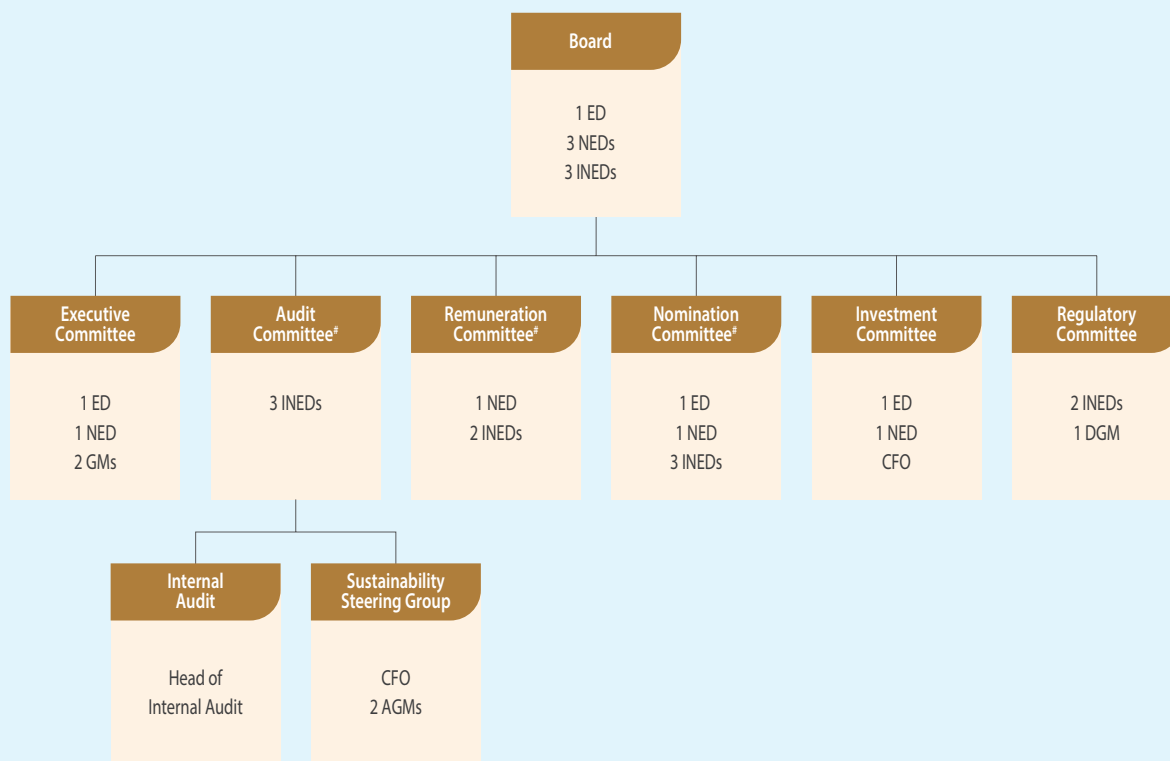 Board
1 ED
3 NEDs
3 INEDs
Executive
Committee
1 ED
1 NED
2 GMs
Audit
Committee#
3 INEDs
Remuneration
Committee#
1 NED
2 INEDs
Nomination
Committee#
1 ED
1 NED
3 INEDs
Investment
Committee
1 ED
1 NED
CFO
Regulatory
Committee
2 INEDs
1 DGM
Internal
Audit
Head of
Internal Audit
Sustainability
Steering Group
CFO
2 AGMs